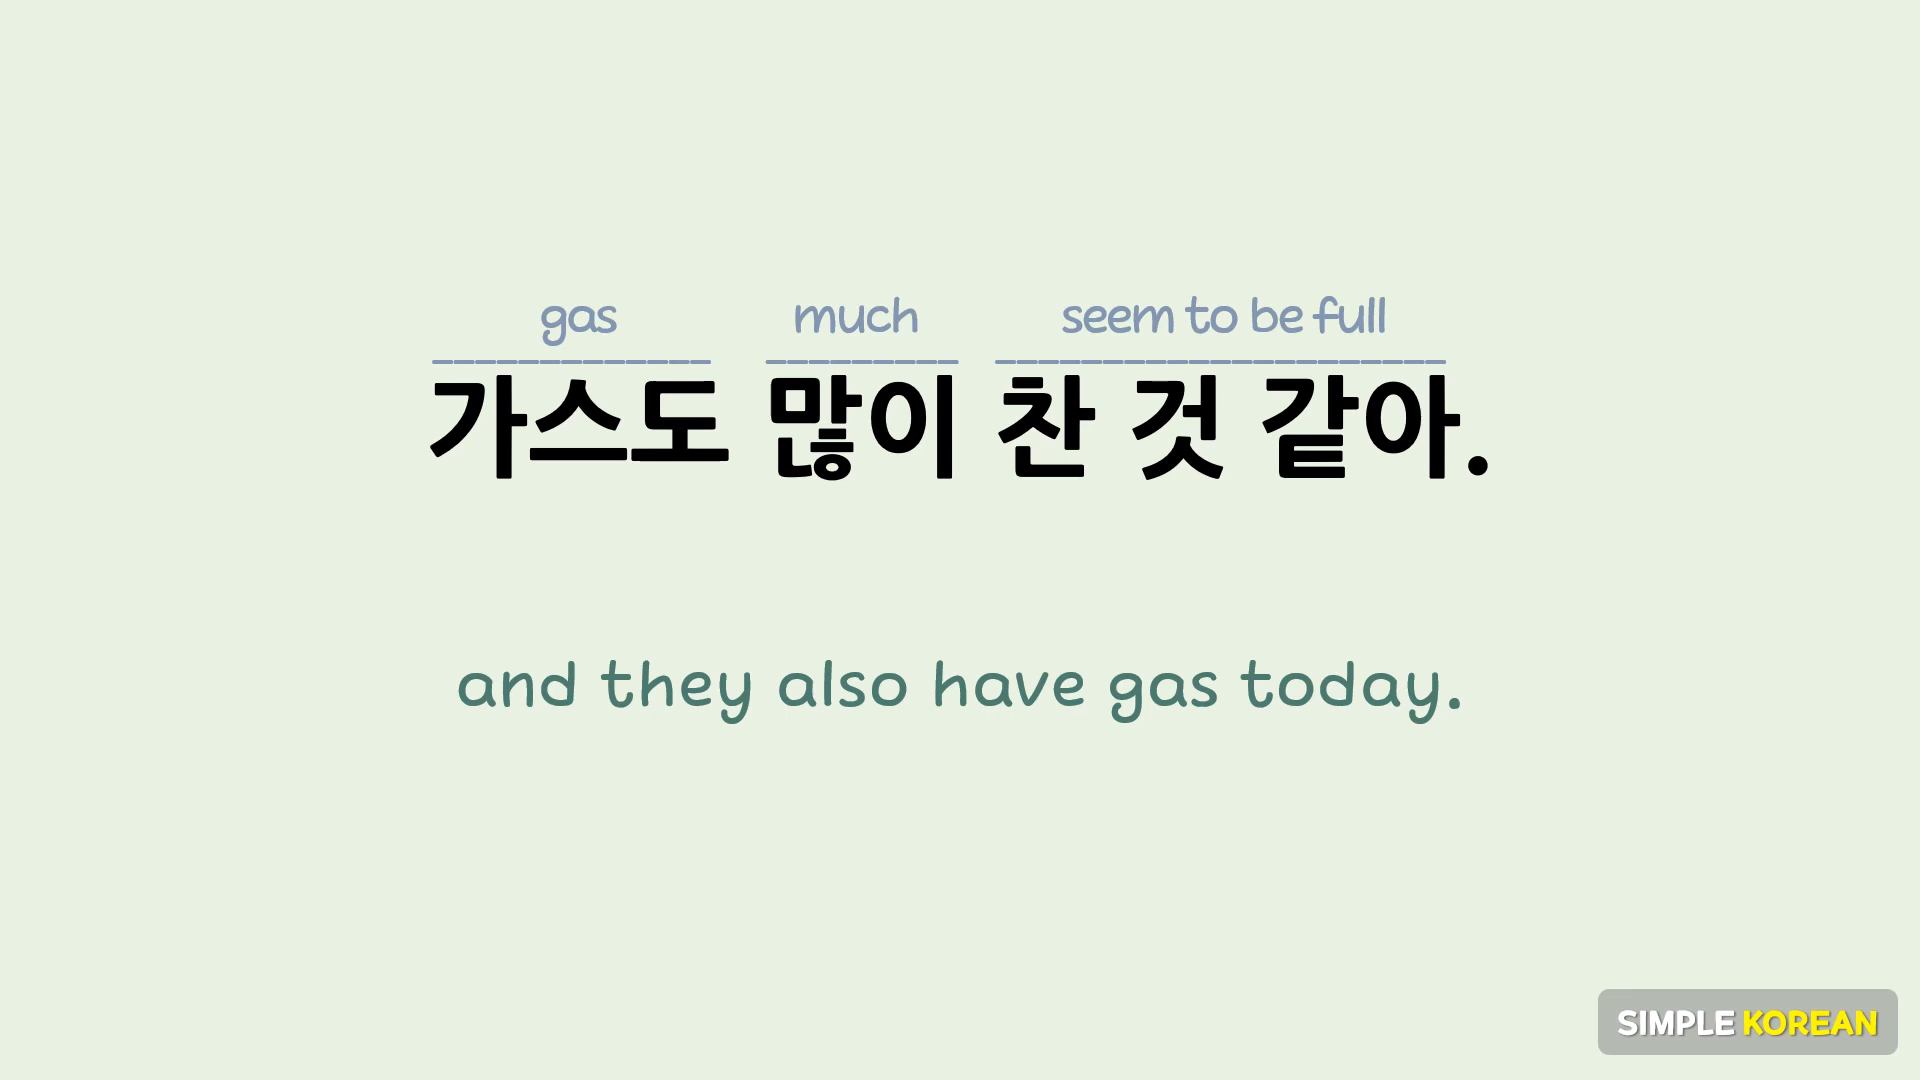 gas much seem to be full
가스도 많이 찬 것 같아.
and they also have gas today.
SIMPLE KOREAN